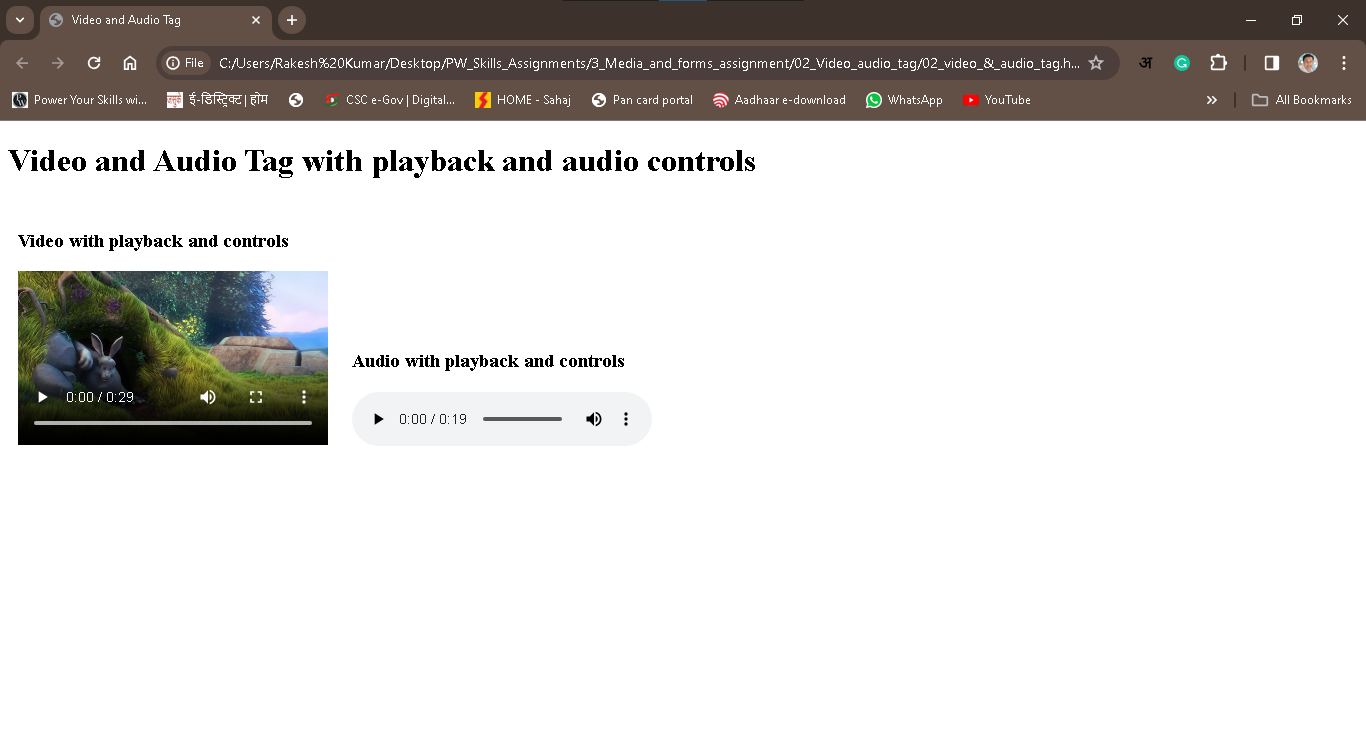 Video and Audio Tag
File C:/Users/Rakesh%20Kumar/Desktop/PW_Skills_Assignments/3_Media_and_forms_assignment/02_Video_audio_tag/02_video_&_audio_tag.h... अ G
Power Your Skills wi... ई-डिस्ट्रिक्ट | होम CSC e-Gov | Digital... HOME - Sahaj Pan card portal Aadhaar e-download WhatsApp YouTube » All Bookmarks
Video and Audio Tag with playback and audio controls
Video with playback and controls
0:00 / 0:29
Audio with playback and controls
0:00 / 0:19